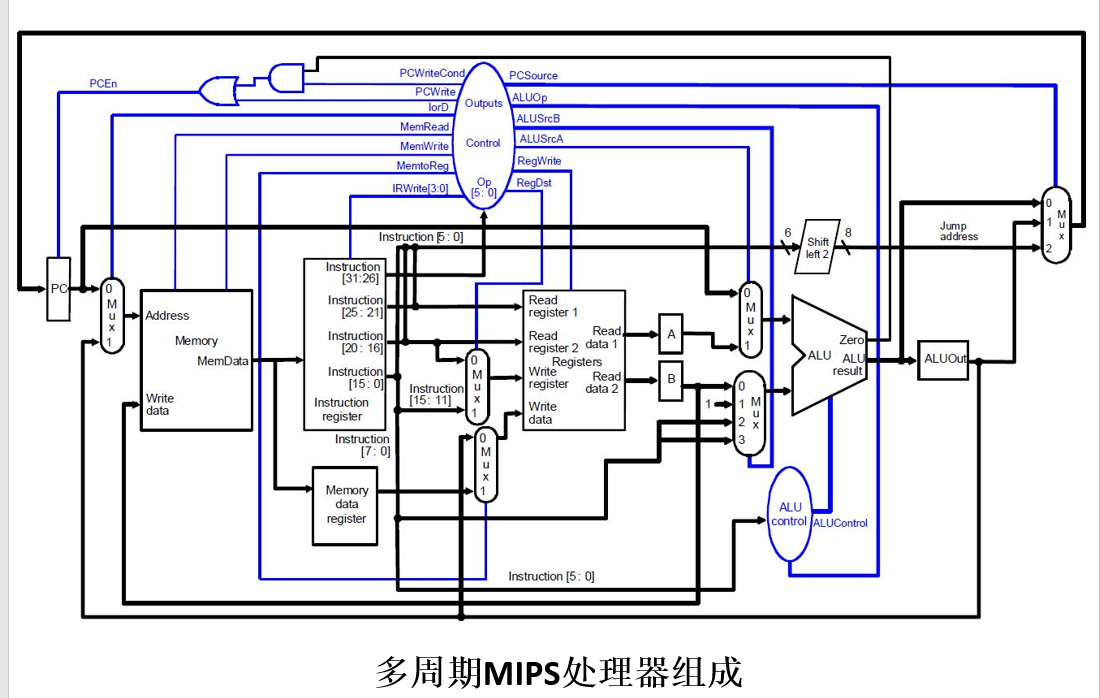 PCEn
PCWriteCond
PCWrite
IorD
MemRead
MemWrite
MemtoReg
IRWrite[3:0]
Outputs
Control
Op
[5: 0]
PCSource
ALUOp
ALUSrcB
ALUSrcA
RegWrite
RegDst
Instruction [5: 0]
6
Shift
left 2
8
Jump
address
0
1
2
M
u
x
PC
0
M
u
x
1
Address
Memory
MemData
Write
data
Instruction
[31:26]
Instruction
[25: 21]
Instruction
[20: 16]
Instruction
[15: 0]
Instruction
register
Instruction
[15: 11]
Instruction
[7: 0]
Memory
data
register
0
M
u
x
1
0
M
u
x
1
Read
register 1
Read
register 2
Registers
Write
register
Write
data
Read
data 1
Read
data 2
A
B
0
M
u
x
1
1
0
1
2
3
M
u
x
Zero
ALU
ALU
result
ALUOut
ALU
control
ALUControl
Instruction [5: 0]
多周期MIPS处理器组成